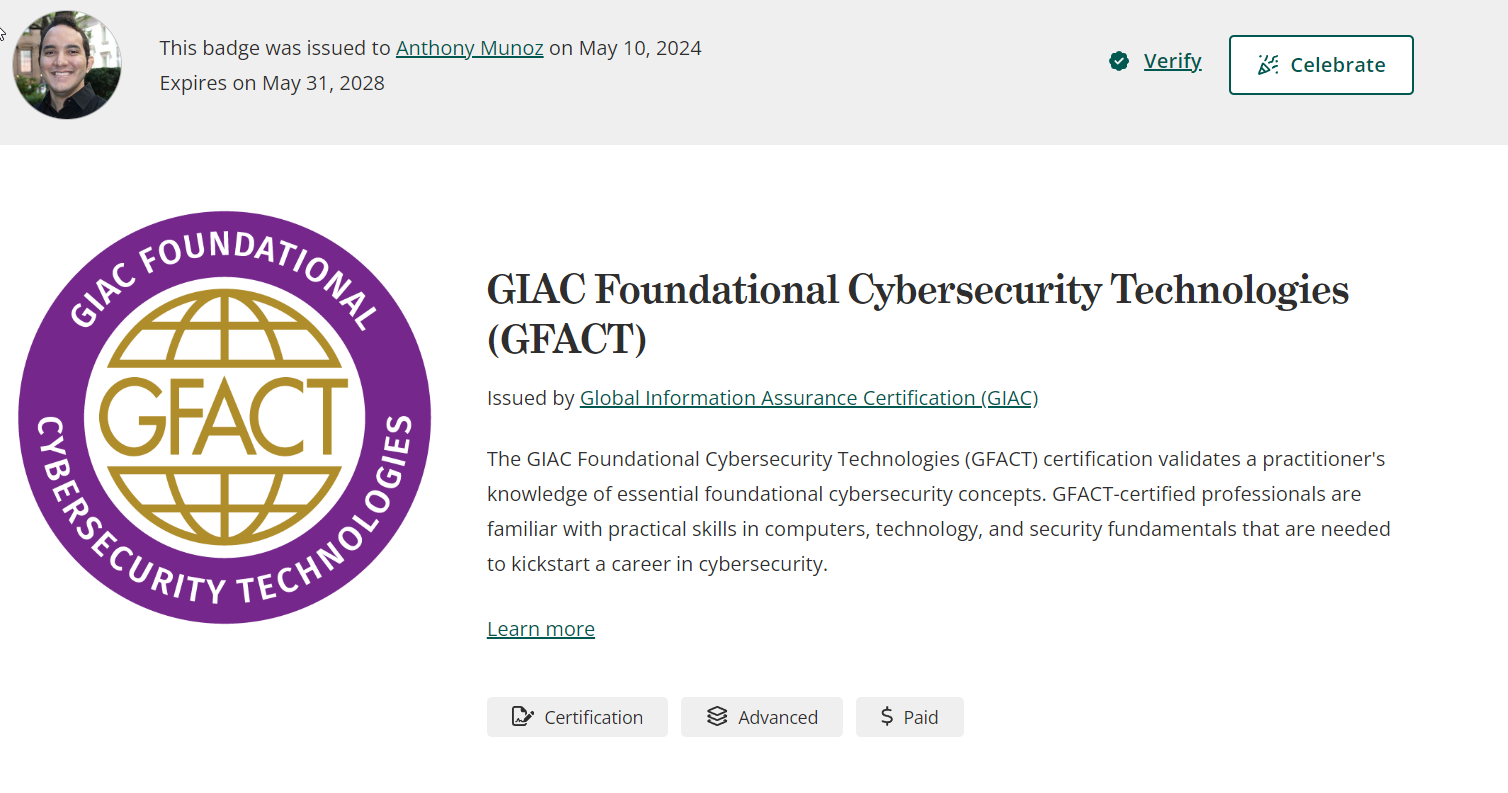 This badge was issued to Anthony Munoz on May 10, 2024
Expires on May 31, 2028
Verify
Celebrate
GIAC FOUNDATIONAL
GFACT
CYBERSECURITY TECHNOLOGIES
GIAC Foundational Cybersecurity Technologies
(GFACT)
Issued by Global Information Assurance Certification (GIAC)
The GIAC Foundational Cybersecurity Technologies (GFACT) certification validates a practitioner's
knowledge of essential foundational cybersecurity concepts. GFACT-certified professionals are
familiar with practical skills in computers, technology, and security fundamentals that are needed
to kickstart a career in cybersecurity.
Learn more
Certification
Advanced
$ Paid